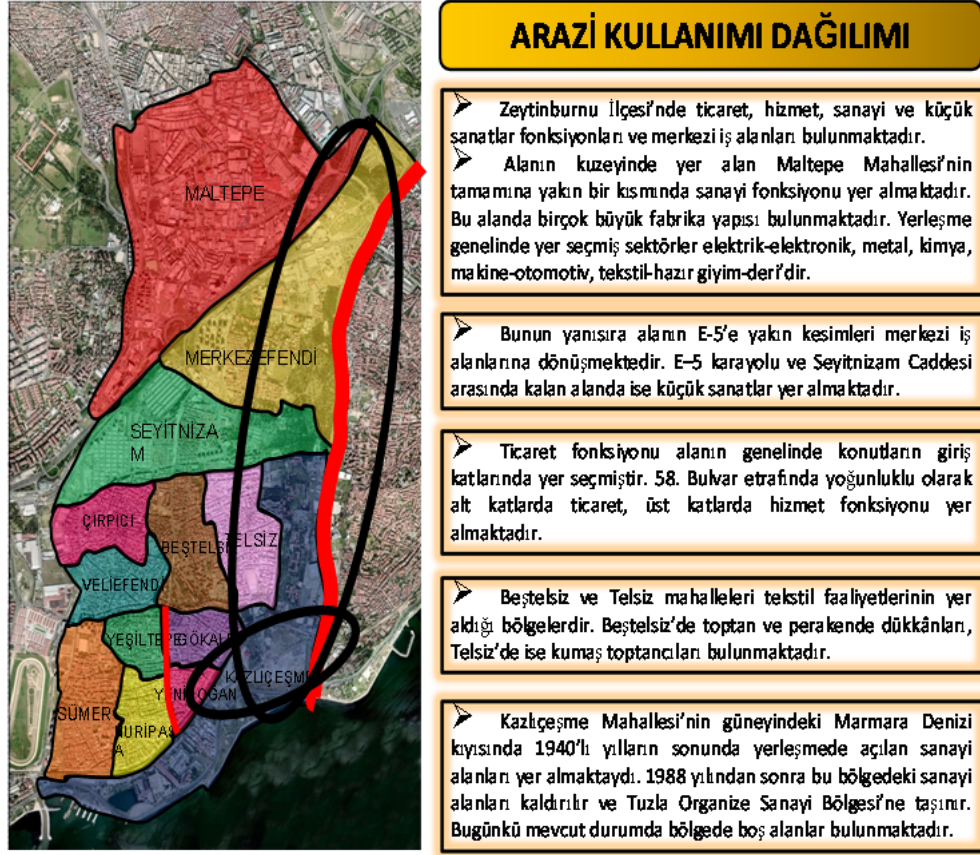 MALTEPE
MERKEZEFENDİ
SEYİTNİZA
M
ÇIRPICI
BEŞTELSİ
TELSİZ
VELİEFENDİ
YEŞİLTEPE
GÖKALP
KAZLIÇEŞME
YENİDOĞAN
SÜMER
NURİPAŞ
A
ARAZİ KULLANIMI DAĞILIMI
➢ Zeytinburnu İlçesi'nde ticaret, hizmet, sanayi ve küçük
sanatlar fonksiyonları ve merkezi iş alanları bulunmaktadır.
➢ Alanın kuzeyinde yer alan Maltepe Mahallesi'nin
tamamına yakın bir kısmında sanayi fonksiyonu yer almaktadır.
Bu alanda birçok büyük fabrika yapısı bulunmaktadır. Yerleşme
genelinde yer seçmiş sektörler elektrik-elektronik, metal, kimya,
makine-otomotiv, tekstil-hazır giyim-deri'dir.
➢ Bunun yanısıra alanın E-5'e yakın kesimleri merkezi iş
alanlarına dönüşmektedir. E–5 karayolu ve Seyitnizam Caddesi
arasında kalan alanda ise küçük sanatlar yer almaktadır.
➢ Ticaret fonksiyonu alanın genelinde konutların giriş
katlarında yer seçmiştir. 58. Bulvar etrafında yoğunluklu olarak
alt katlarda ticaret, üst katlarda hizmet fonksiyonu yer
almaktadır.
➢ Beştelsiz ve Telsiz mahalleleri tekstil faaliyetlerinin yer
aldığı bölgelerdir. Beştelsiz'de toptan ve perakende dükkânları,
Telsiz'de ise kumaş toptancıları bulunmaktadır.
➢ Kazlıçeşme Mahallesi'nin güneyindeki Marmara Denizi
kıyısında 1940'lı yılların sonunda yerleşmede açılan sanayi
alanları yer almaktaydı. 1988 yılından sonra bu bölgedeki sanayi
alanları kaldırılır ve Tuzla Organize Sanayi Bölgesi'ne taşınır.
Bugünkü mevcut durumda bölgede boş alanlar bulunmaktadır.